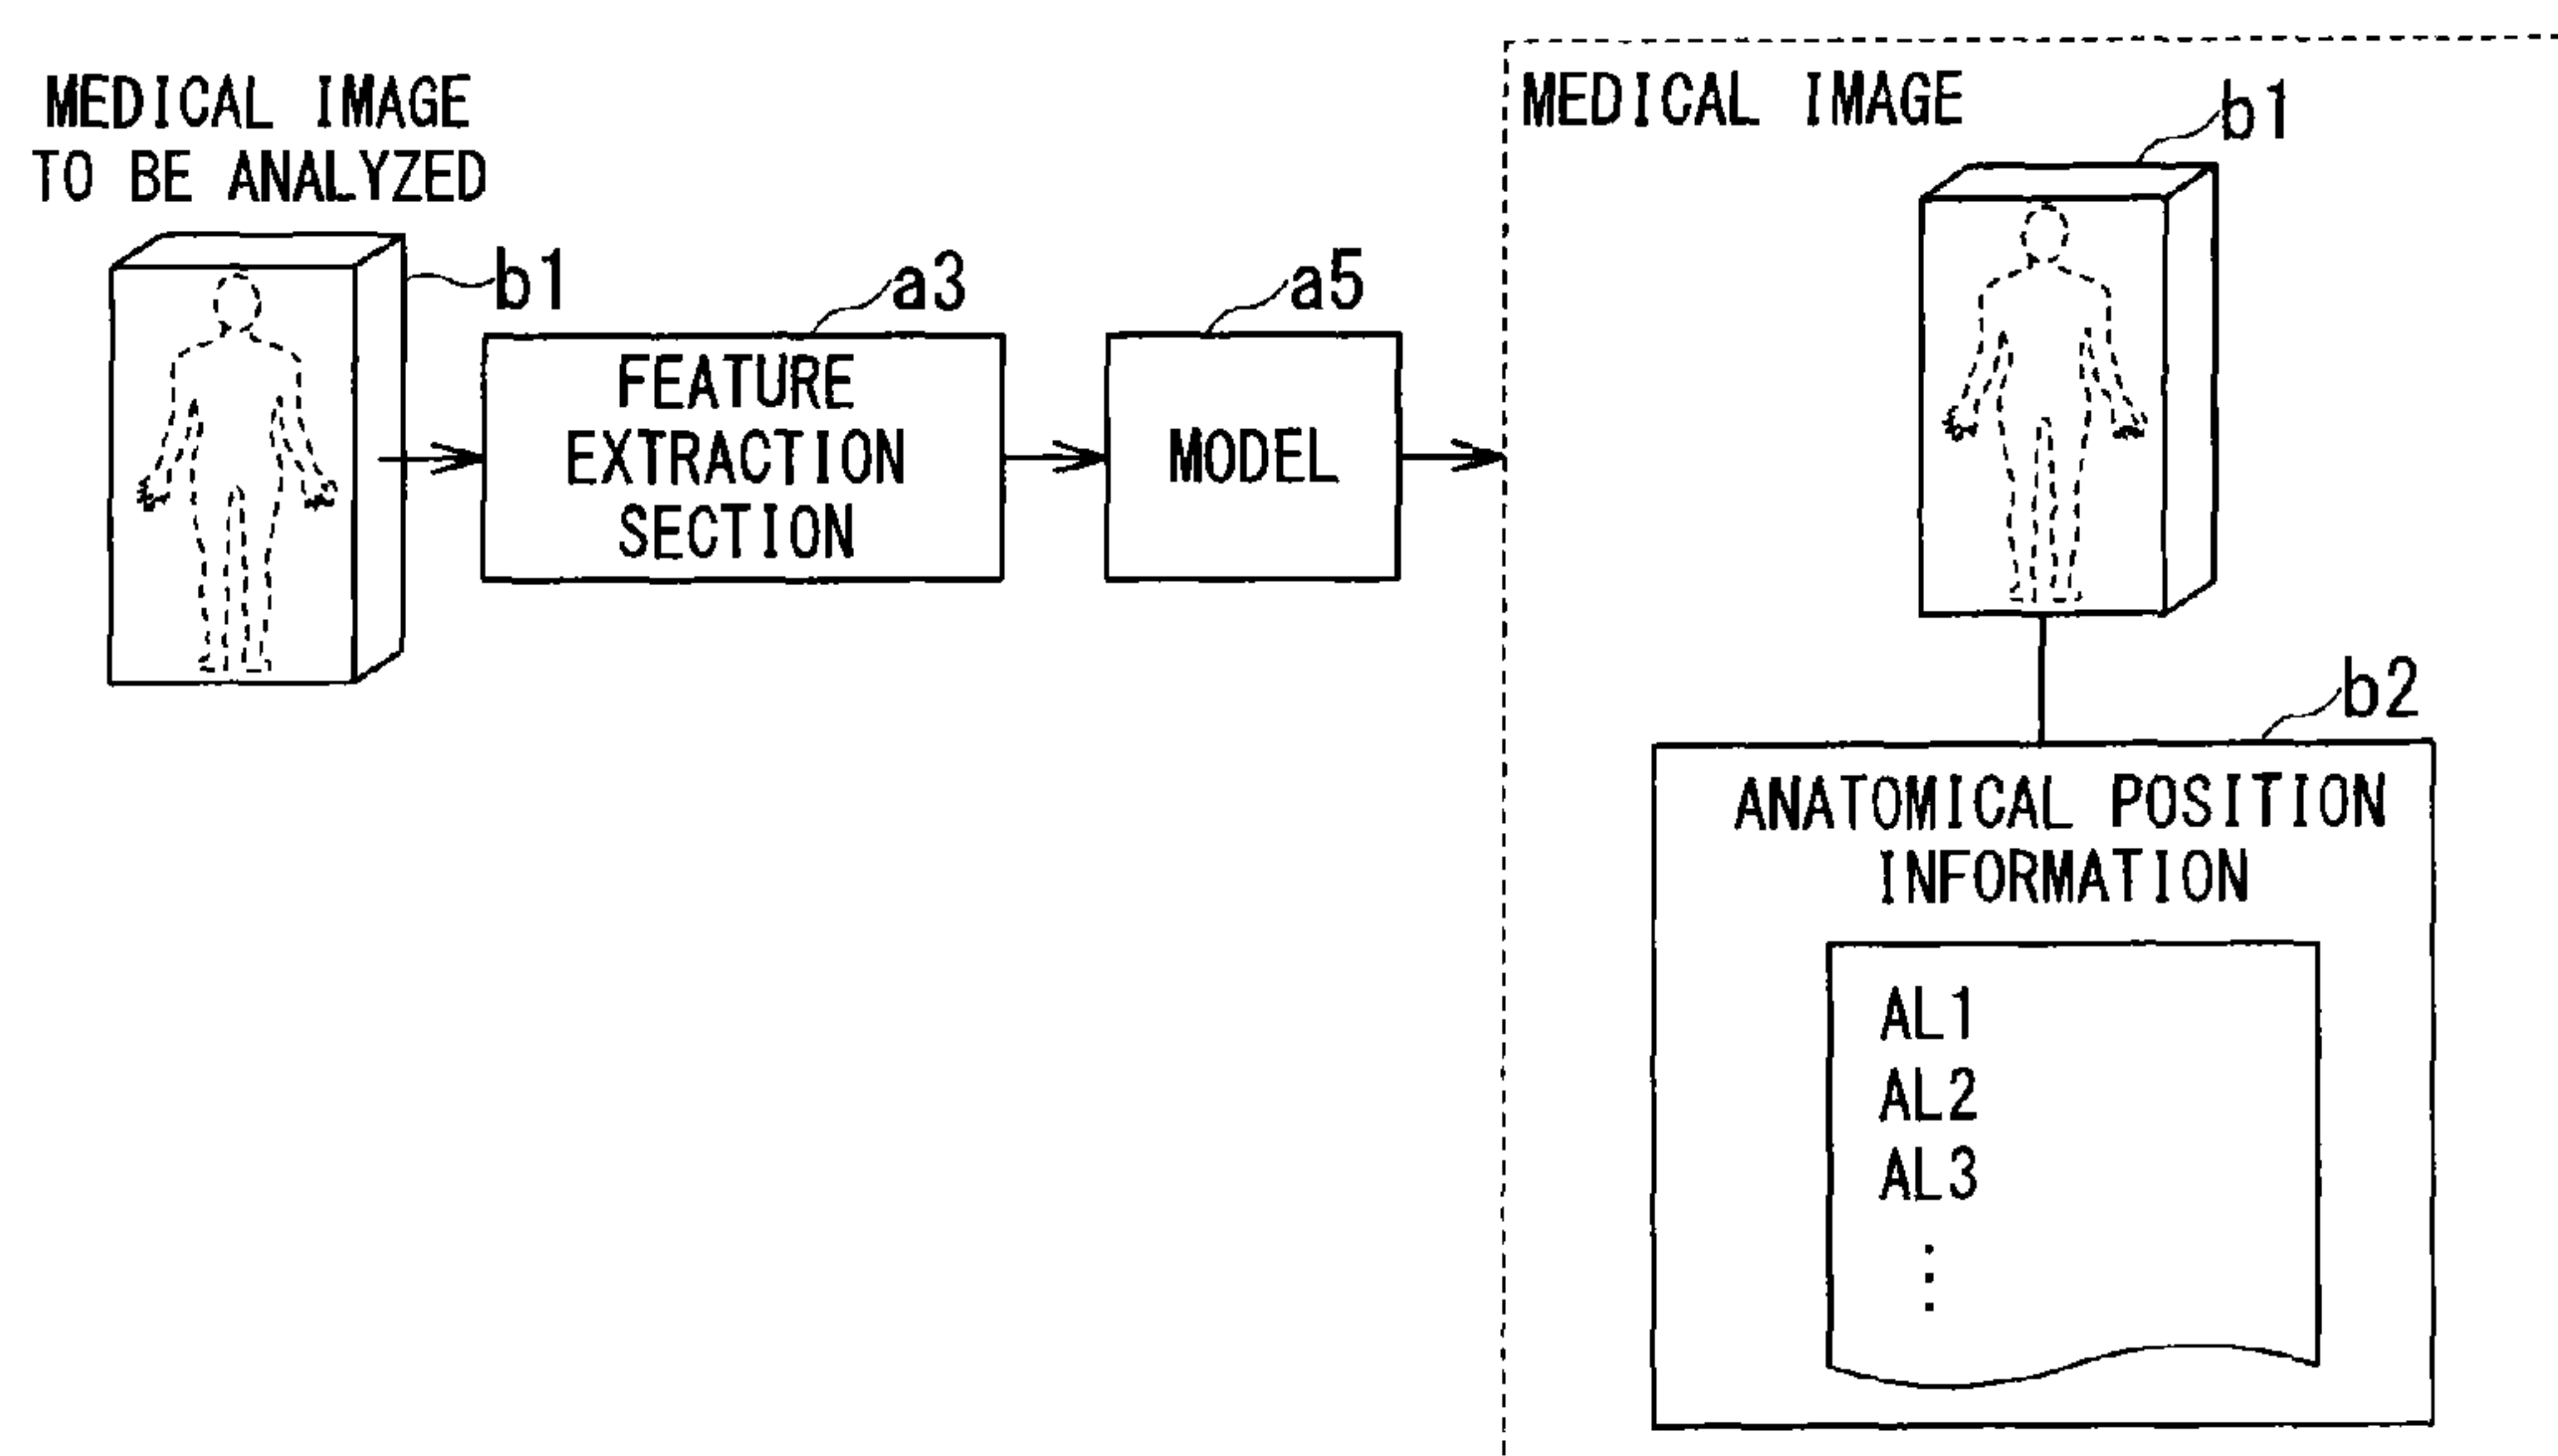 MEDICAL IMAGE
TO BE ANALYZED
b1
a3
FEATURE
EXTRACTION
SECTION
a5
MODEL
MEDICAL IMAGE
b1
b2
ANATOMICAL POSITION
INFORMATION
AL1
AL2
AL3